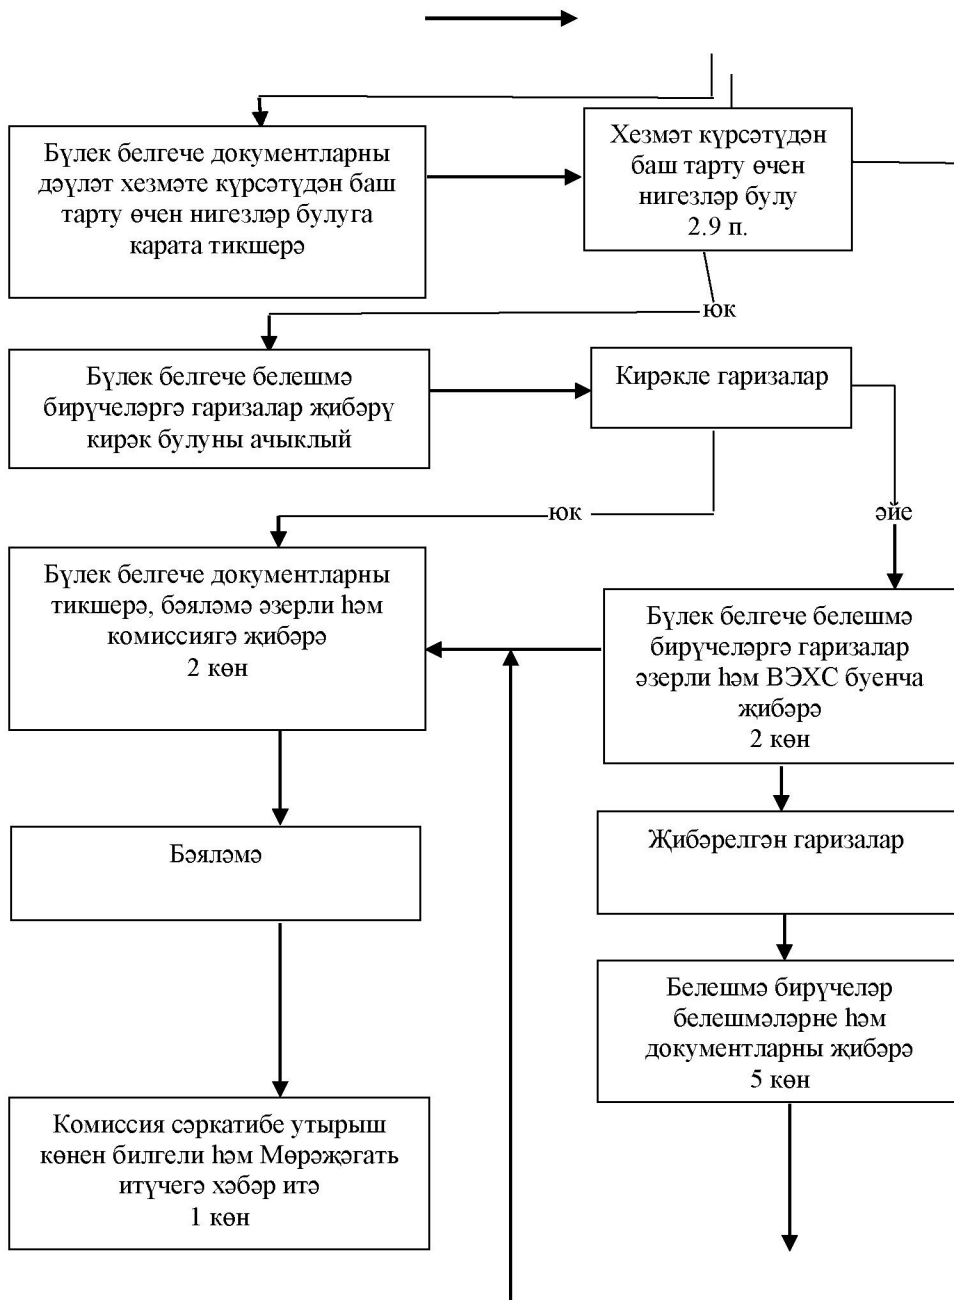 Бүлек белгече документларны
дәүләт хезмәте күрсәтүдән баш
тарту өчен нигезләр булуга
карата тикшерә
Хезмәт күрсәтүдән
баш тарту өчен
нигезләр булу
2.9 п.
юк
Бүлек белгече белешмә
бирүчеләргә гаризалар җибәрү
кирәк булуны ачыклый
Кирәкле гаризалар
юк
әйе
Бүлек белгече документларны
тикшерә, бәяләмә әзерли һәм
комиссиягә җибәрә
2 көн
Бүлек белгече белешмә
бирүчеләргә гаризалар
әзерли һәм ВЭХС буенча
җибәрә
2 көн
Бәяләмә
Җибәрелгән гаризалар
Белешмә бирүчеләр
белешмәләрне һәм
документларны җибәрә
5 көн
Комиссия сәркатибе утырыш
көнен билгели һәм Мөрәҗәгать
итүчегә хәбәр итә
1 көн